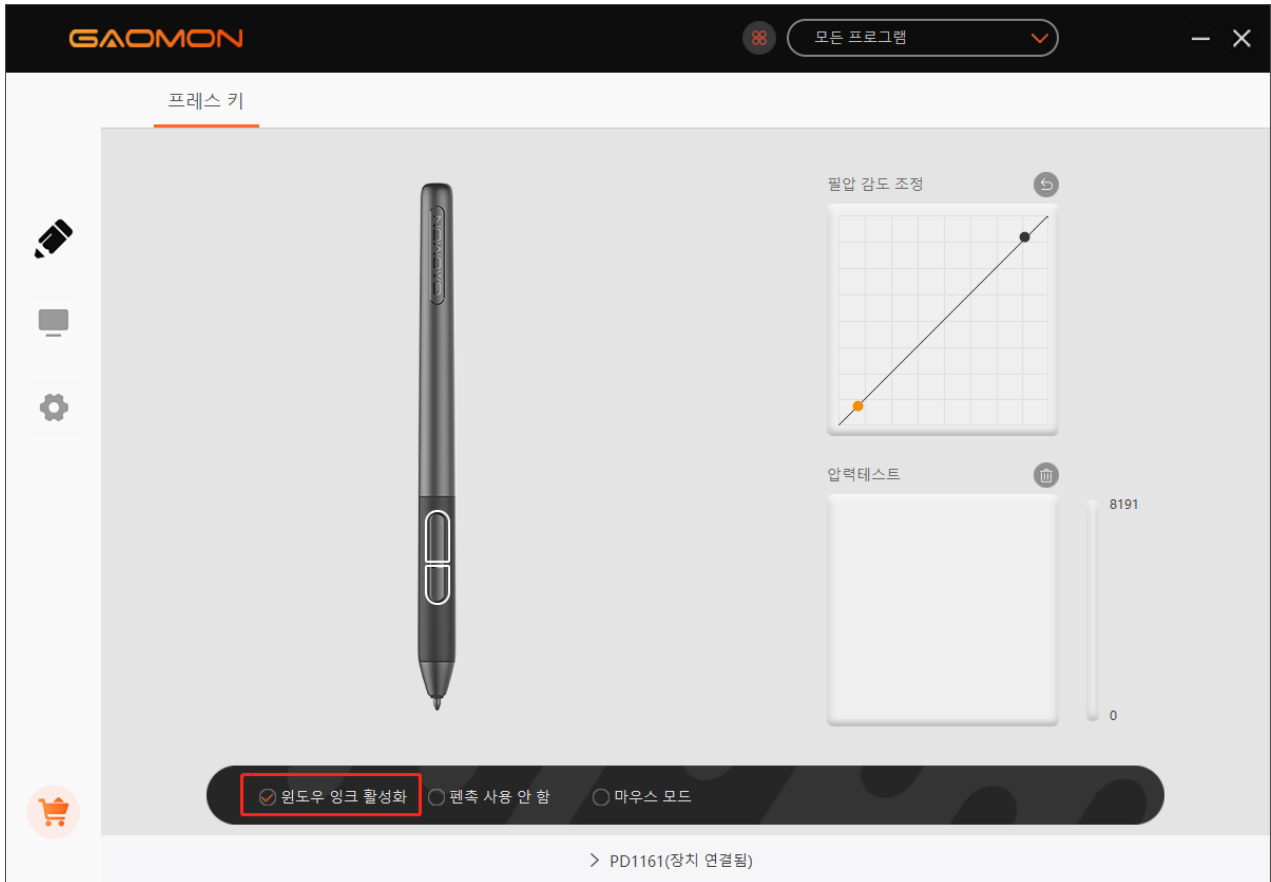 GAOMON
모든 프로그램
프레스 키
필압 감도 조정
GAOMON
압력테스트
8191
0
윈도우 잉크 활성화 펜촉 사용 안 함 마우스 모드
PD1161(장치 연결됨)